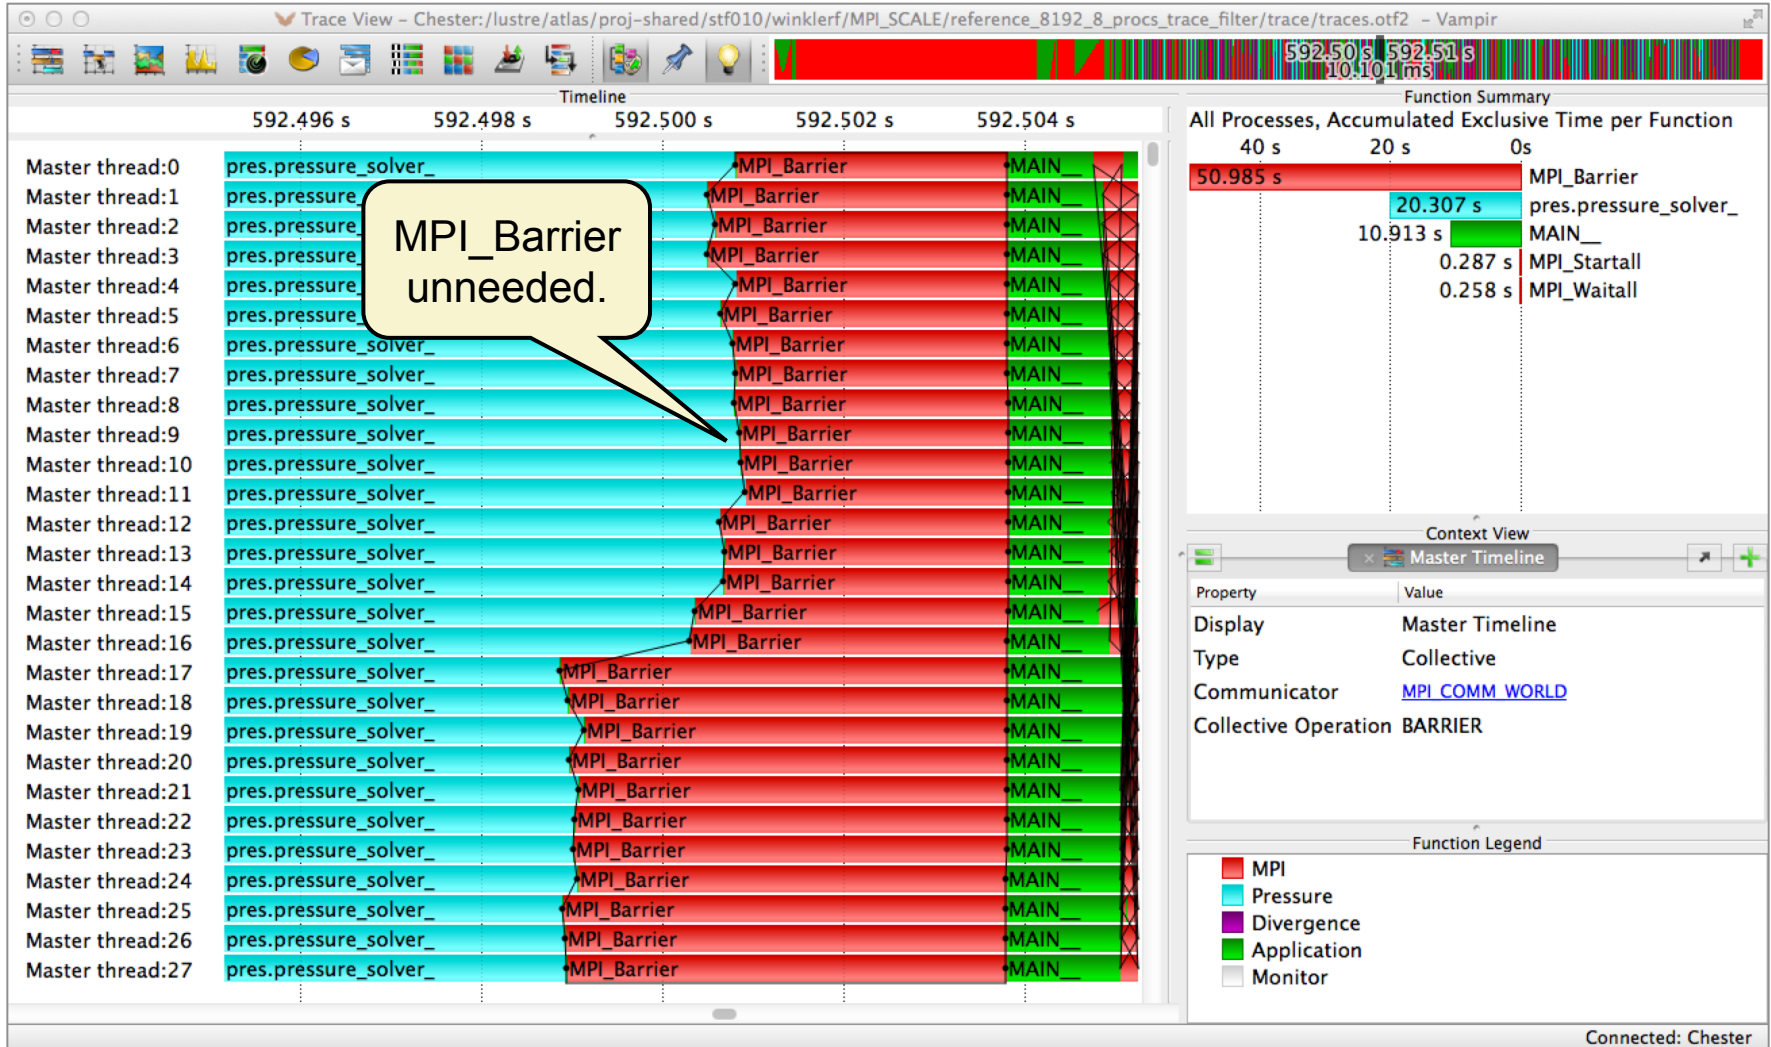 Trace View – Chester:/lustre/atlas/proj-shared/stf010/winklerf/MPI_SCALE/reference_8192_8_procs_trace_filter/trace/traces.otf2 – Vampir
592.50 s 592.51 s
10.101 ms
Timeline
592.496 s 592.498 s 592.500 s 592.502 s 592.504 s
Master thread:0 pres.pressure_solver_ MPI_Barrier MAIN__
Master thread:1 pres.pressure_ MPI_Barrier MAIN__
Master thread:2 pres.pressure_ MPI_Barrier MAIN__
Master thread:3 pres.pressure_ MPI_Barrier MAIN__
Master thread:4 pres.pressure_ MPI_Barrier MAIN__
Master thread:5 pres.pressure_ MPI_Barrier MAIN__
Master thread:6 pres.pressure_solver_ MPI_Barrier MAIN__
Master thread:7 pres.pressure_solver_ MPI_Barrier MAIN__
Master thread:8 pres.pressure_solver_ MPI_Barrier MAIN__
Master thread:9 pres.pressure_solver_ MPI_Barrier MAIN__
Master thread:10 pres.pressure_solver_ MPI_Barrier MAIN__
Master thread:11 pres.pressure_solver_ MPI_Barrier MAIN__
Master thread:12 pres.pressure_solver_ MPI_Barrier MAIN__
Master thread:13 pres.pressure_solver_ MPI_Barrier MAIN__
Master thread:14 pres.pressure_solver_ MPI_Barrier MAIN__
Master thread:15 pres.pressure_solver_ MPI_Barrier MAIN__
Master thread:16 pres.pressure_solver_ MPI_Barrier MAIN__
Master thread:17 pres.pressure_solver_ MPI_Barrier MAIN__
Master thread:18 pres.pressure_solver_ MPI_Barrier MAIN__
Master thread:19 pres.pressure_solver_ MPI_Barrier MAIN__
Master thread:20 pres.pressure_solver_ MPI_Barrier MAIN__
Master thread:21 pres.pressure_solver_ MPI_Barrier MAIN__
Master thread:22 pres.pressure_solver_ MPI_Barrier MAIN__
Master thread:23 pres.pressure_solver_ MPI_Barrier MAIN__
Master thread:24 pres.pressure_solver_ MPI_Barrier MAIN__
Master thread:25 pres.pressure_solver_ MPI_Barrier MAIN__
Master thread:26 pres.pressure_solver_ MPI_Barrier MAIN__
Master thread:27 pres.pressure_solver_ MPI_Barrier MAIN__
MPI_Barrier
unneeded.
Function Summary
All Processes, Accumulated Exclusive Time per Function
40 s 20 s 0s
50.985 s MPI_Barrier
20.307 s pres.pressure_solver_
10.913 s MAIN__
0.287 s MPI_Startall
0.258 s MPI_Waitall
Context View
Master Timeline
Property Value
Display Master Timeline
Type Collective
Communicator MPI_COMM_WORLD
Collective Operation BARRIER
Function Legend
MPI
Pressure
Divergence
Application
Monitor
Connected: Chester